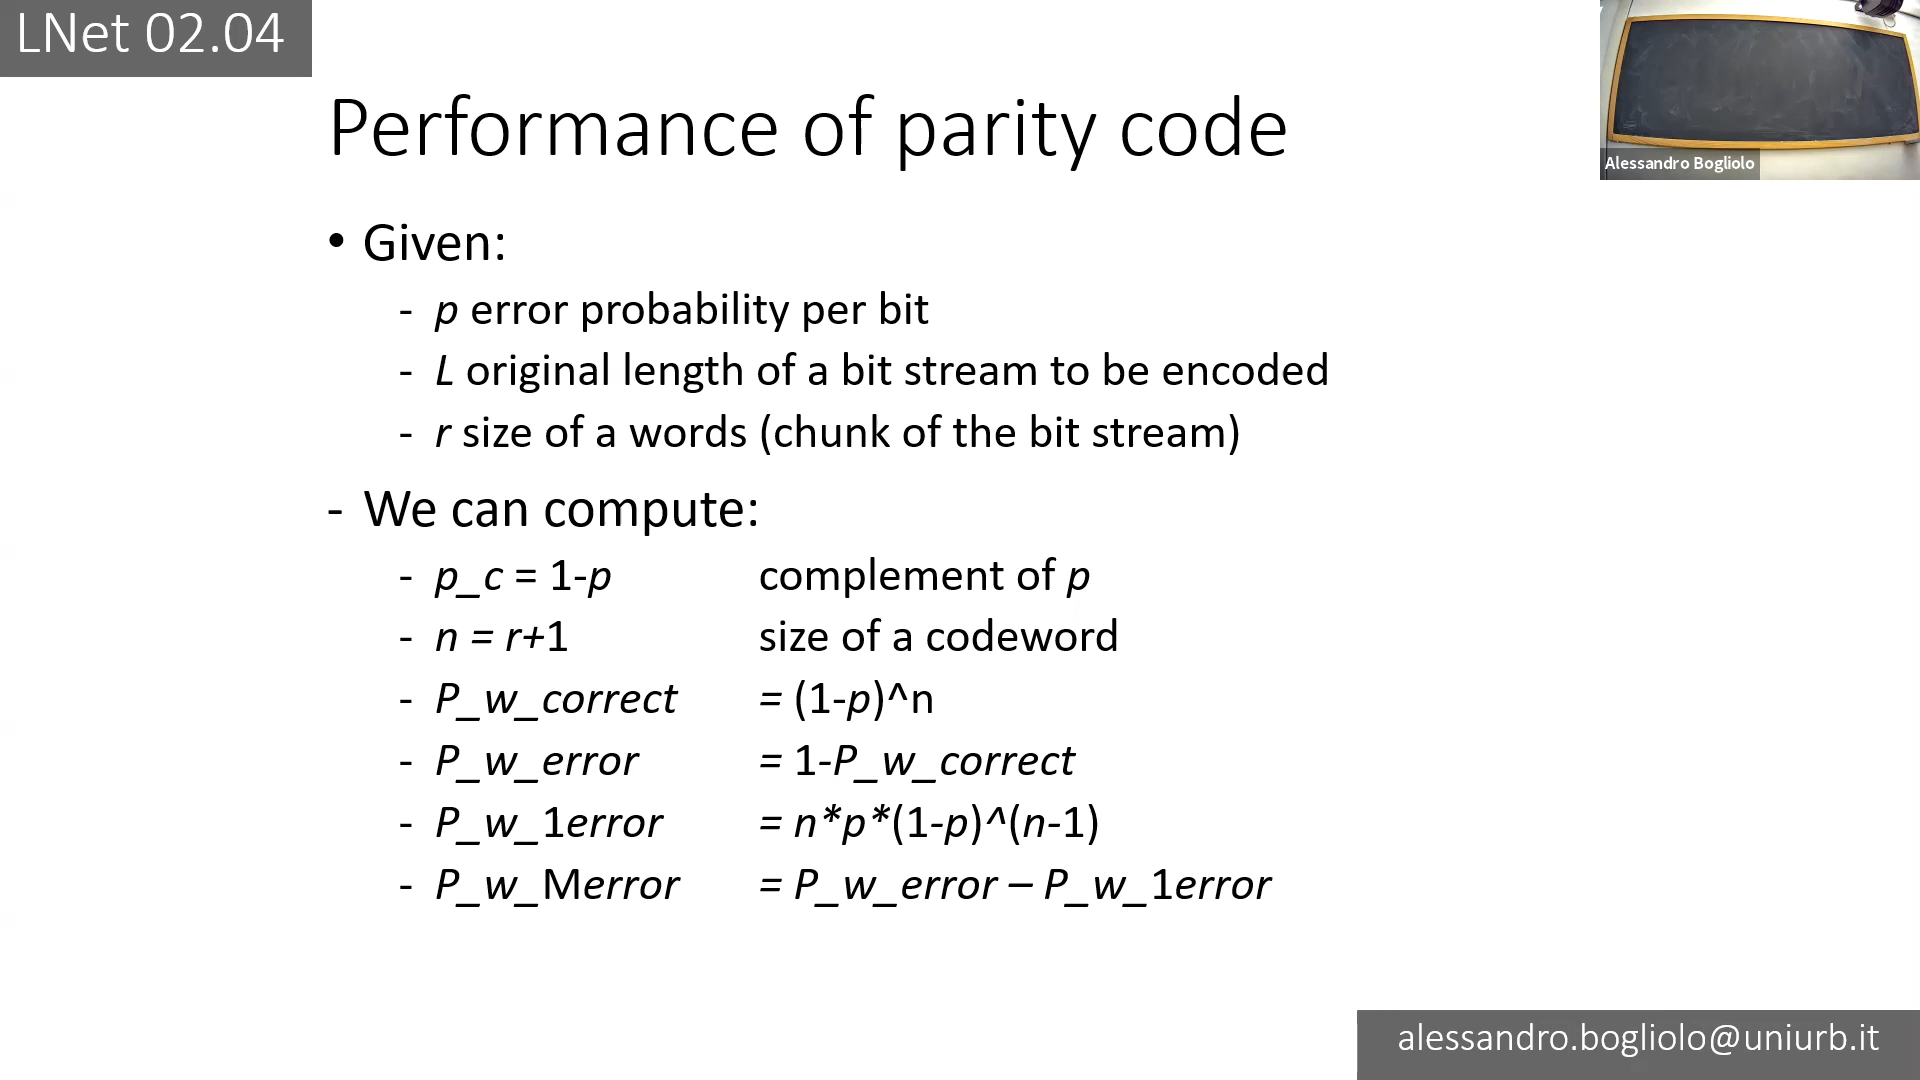 LNet 02.04
Performance of parity code
Alessandro Bogliolo
• Given:
- p error probability per bit
- L original length of a bit stream to be encoded
- r size of a words (chunk of the bit stream)
- We can compute:
- p_c = 1-p complement of p
- n = r+1 size of a codeword
- P_w_correct = (1-p)^n
- P_w_error = 1-P_w_correct
- P_w_1error = n*p*(1-p)^(n-1)
- P_w_Merror = P_w_error – P_w_1error
alessandro.bogliolo@uniurb.it